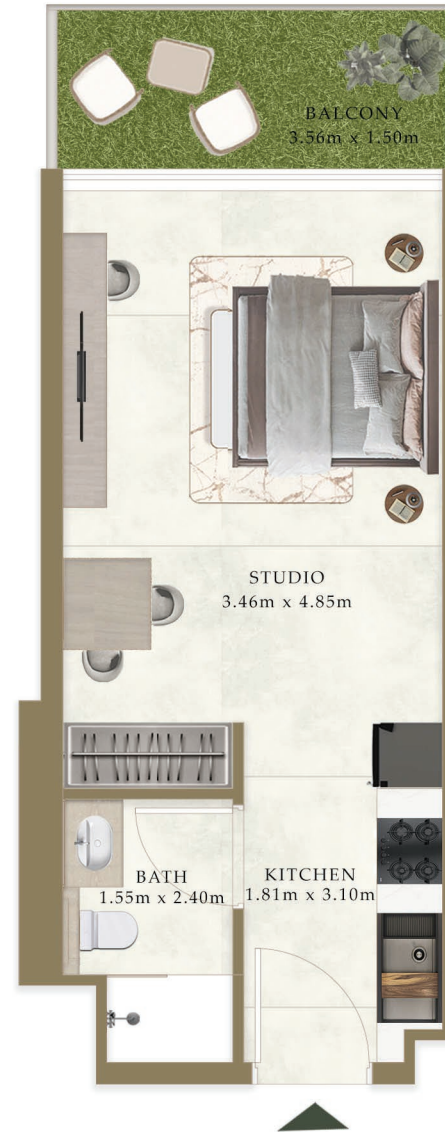 BALCONY
3.56m x 1.50m
STUDIO
3.46m x 4.85m
BATH
1.55m x 2.40m
KITCHEN
1.81m x 3.10m